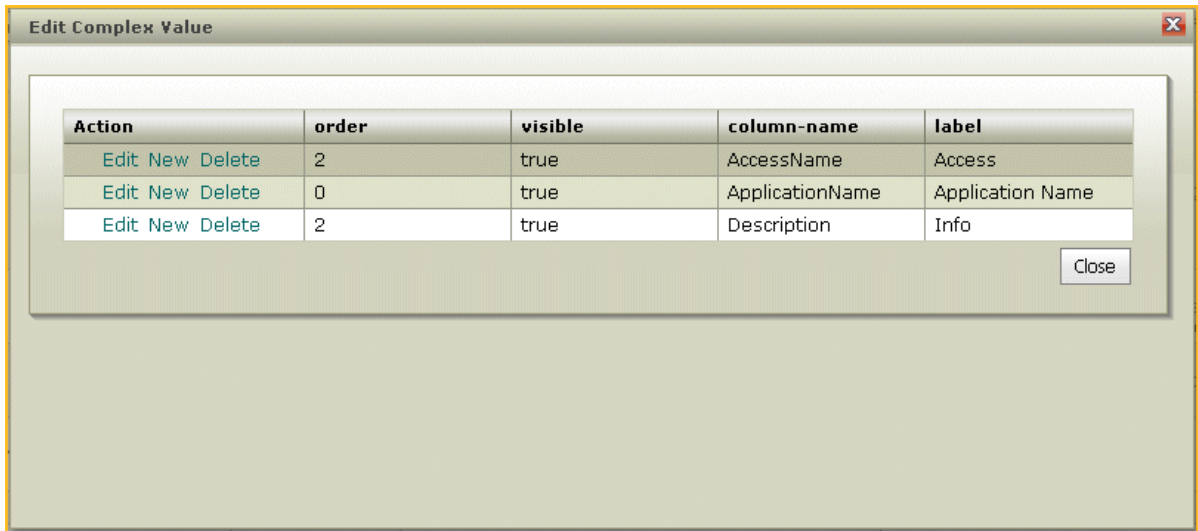 Edit Complex Value
Action order visible column-name label
Edit New Delete 2 true AccessName Access
Edit New Delete 0 true ApplicationName Application Name
Edit New Delete 2 true Description Info
Close